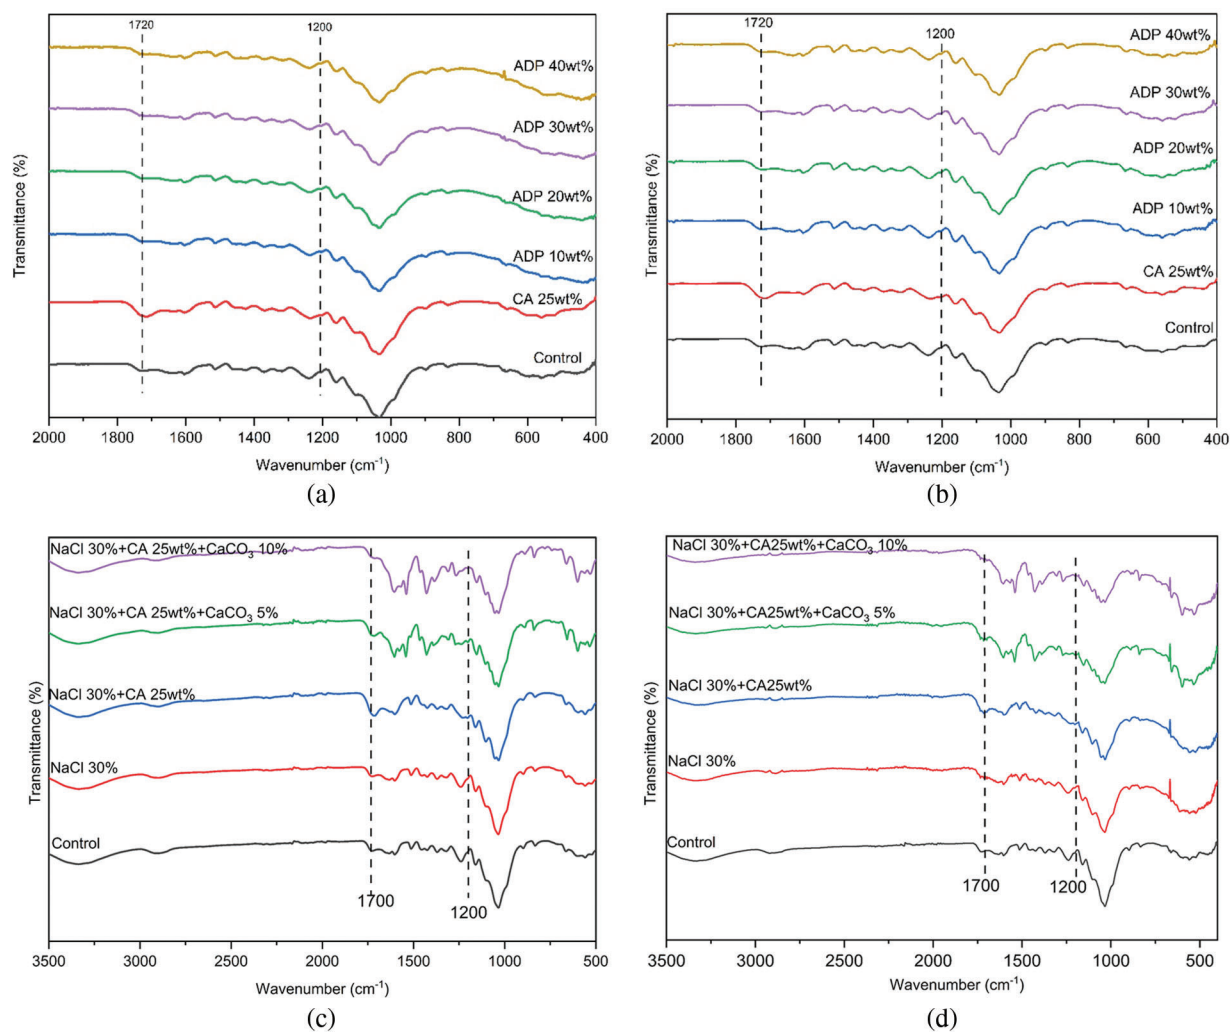 1720
1200
ADP 40wt%
ADP 30wt%
ADP 20wt%
ADP 10wt%
CA 25wt%
Control
Transmittance (%)
2000 1800 1600 1400 1200 1000 800 600 400
Wavenumber (cm⁻¹)
(a)
1720
1200
ADP 40wt%
ADP 30wt%
ADP 20wt%
ADP 10wt%
CA 25wt%
Control
Transmittance (%)
2000 1800 1600 1400 1200 1000 800 600 400
Wavenumber (cm⁻¹)
(b)
NaCl 30%+CA 25wt%+CaCO₃ 10%
NaCl 30%+CA 25wt%+CaCO₃ 5%
NaCl 30%+CA 25wt%
NaCl 30%
Control
1700
1200
Transmittance (%)
3500 3000 2500 2000 1500 1000 500
Wavenumber (cm⁻¹)
(c)
NaCl 30%+CA25wt%+CaCO₃ 10%
NaCl 30%+CA25wt%+CaCO₃ 5%
NaCl 30%+CA25wt%
NaCl 30%
Control
1700
1200
Transmittance (%)
3500 3000 2500 2000 1500 1000 500
Wavenumber (cm⁻¹)
(d)